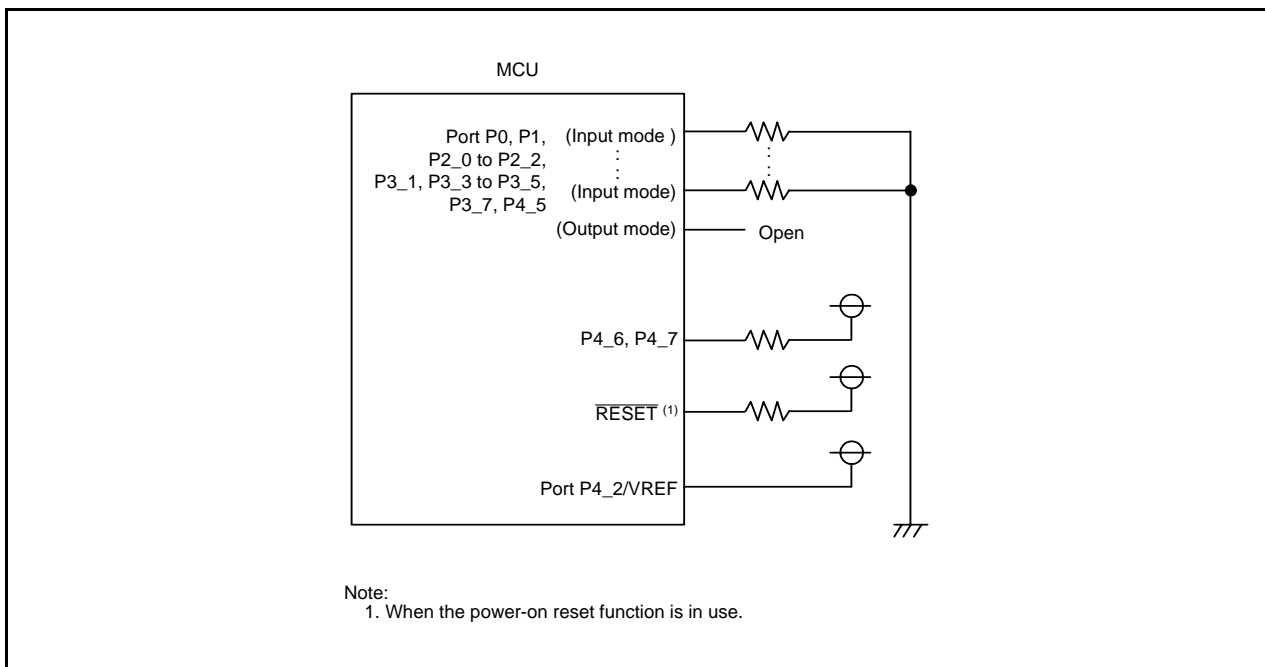 MCU
Port P0, P1,
P2_0 to P2_2,
P3_1, P3_3 to P3_5,
P3_7, P4_5
(Input mode )
(Input mode)
(Output mode)
Open
P4_6, P4_7
RESET (1)
Port P4_2/VREF
Note:
1. When the power-on reset function is in use.